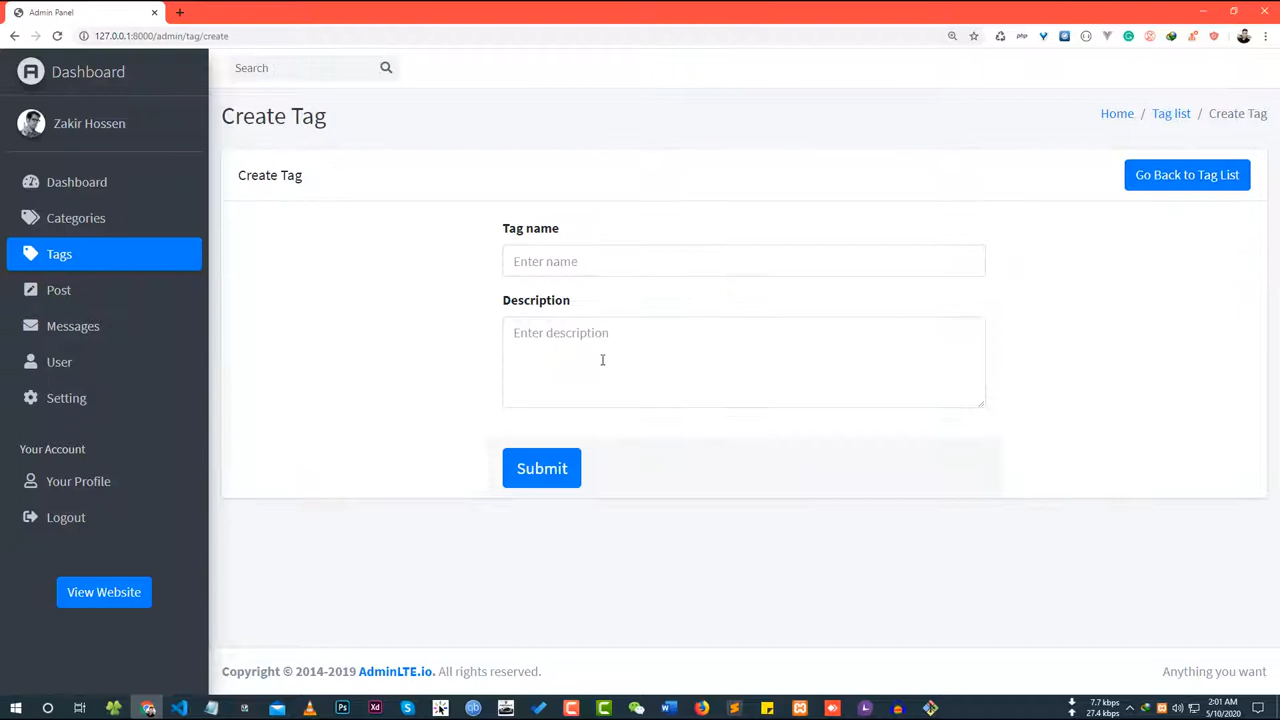 Admin Panel
127.0.0.1:8000/admin/tag/create
php
Dashboard
Search
Zakir Hossen
Create Tag
Home / Tag list / Create Tag
Create Tag
Go Back to Tag List
Dashboard
Categories
Tags
Post
Messages
User
Setting
Tag name
Enter name
Description
Enter description
Submit
Your Account
Your Profile
Logout
View Website
Copyright © 2014-2019 AdminLTE.io. All rights reserved.
Anything you want
7.7 kbps
27.4 kbps
2:01 AM
5/10/2020